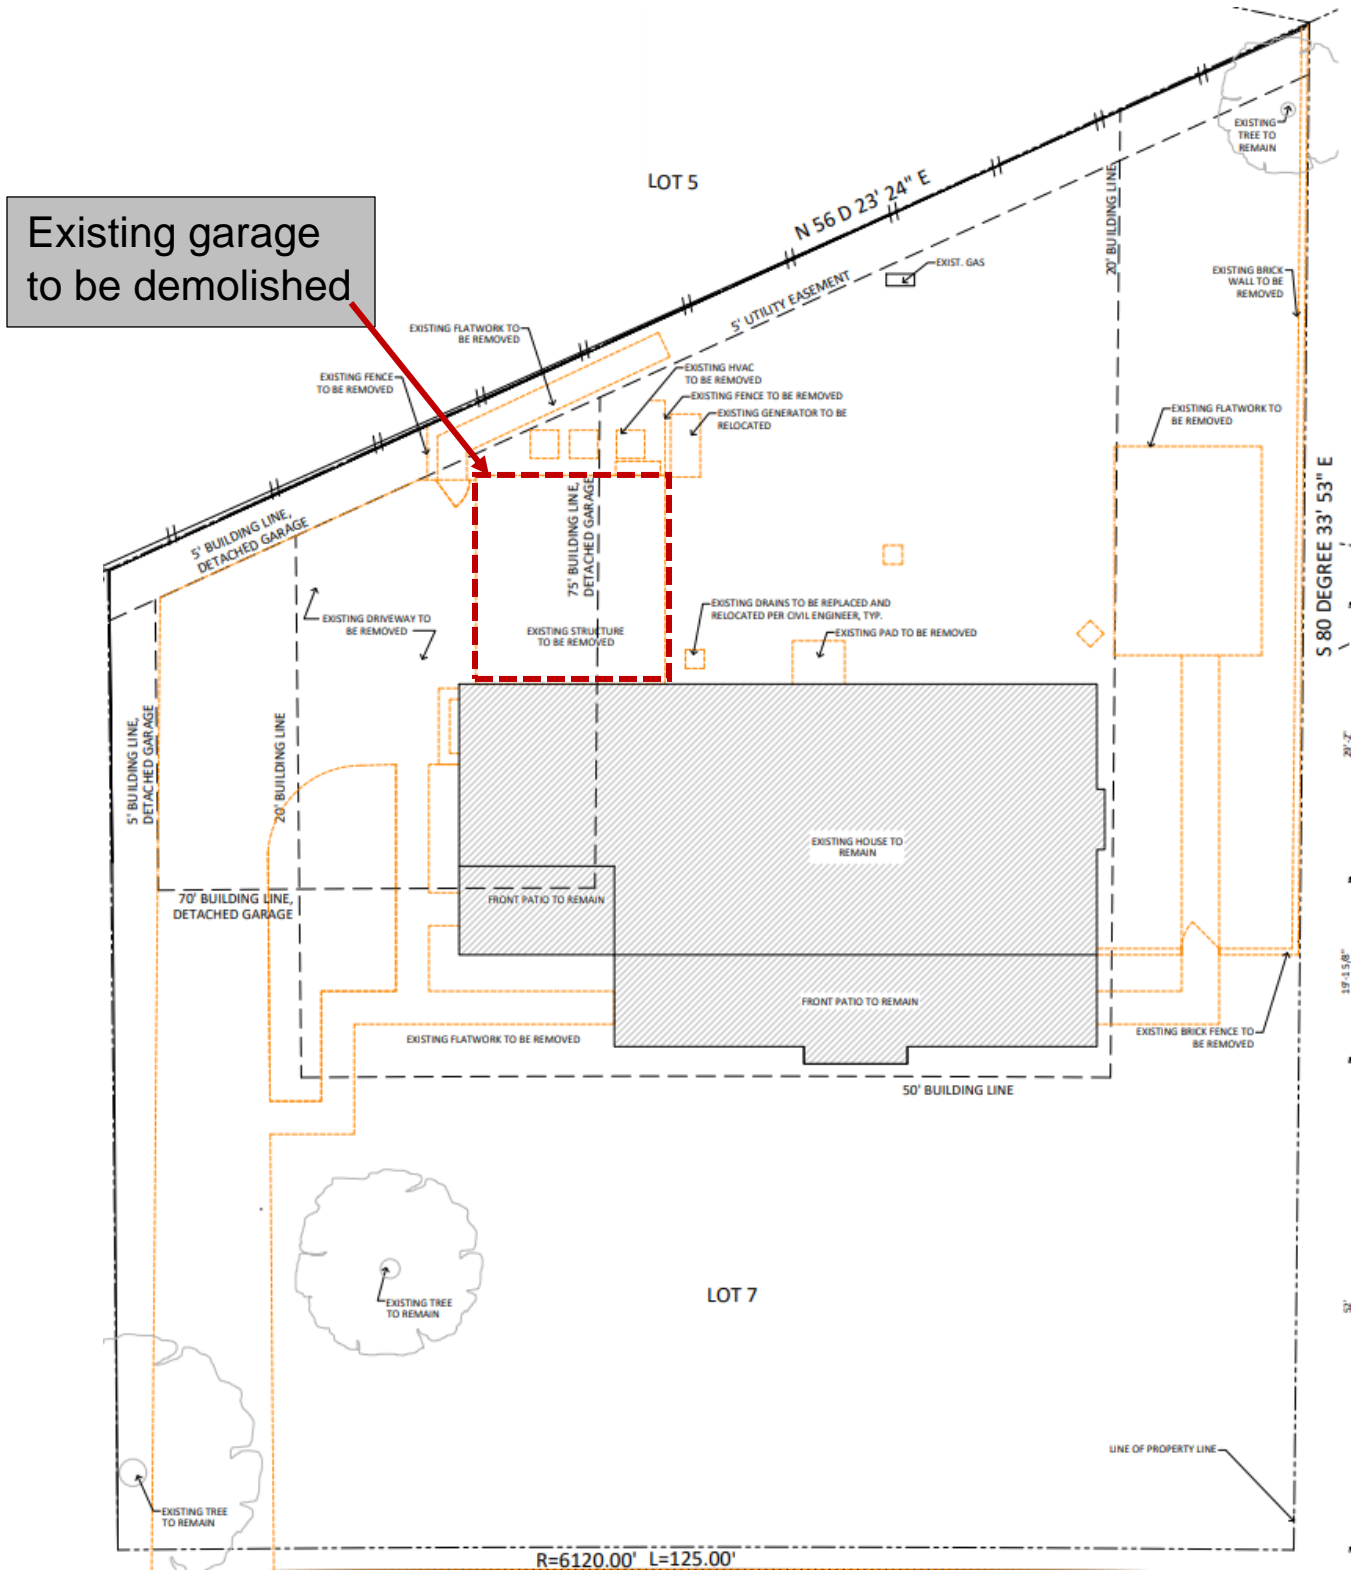 LOT 5
N 56 D 23' 24" E
EXISTING
TREE TO
REMAIN
Existing garage
to be demolished
20' BUILDING LINE
EXIST. GAS
EXISTING BRICK
WALL TO BE
REMOVED
5' UTILITY EASEMENT
EXISTING FLATWORK TO
BE REMOVED
EXISTING FENCE
TO BE REMOVED
EXISTING HVAC
TO BE REMOVED
EXISTING FENCE TO BE REMOVED
EXISTING GENERATOR TO BE
RELOCATED
EXISTING FLATWORK TO
BE REMOVED
S 80 DEGREE 33' 53" E
5' BUILDING LINE,
DETACHED GARAGE
75' BUILDING LINE,
DETACHED GARAGE
EXISTING DRIVEWAY TO
BE REMOVED
EXISTING STRUCTURE
TO BE REMOVED
EXISTING DRAINS TO BE REPLACED AND
RELOCATED PER CIVIL ENGINEER, TYP.
EXISTING PAD TO BE REMOVED
5' BUILDING LINE,
DETACHED GARAGE
20' BUILDING LINE
29'-2"
EXISTING HOUSE TO
REMAIN
70' BUILDING LINE,
DETACHED GARAGE
FRONT PATIO TO REMAIN
19'-1 5/8"
FRONT PATIO TO REMAIN
EXISTING FLATWORK TO BE REMOVED
EXISTING BRICK FENCE TO
BE REMOVED
50' BUILDING LINE
LOT 7
EXISTING TREE
TO REMAIN
52'
LINE OF PROPERTY LINE
EXISTING TREE
TO REMAIN
R=6120.00' L=125.00'